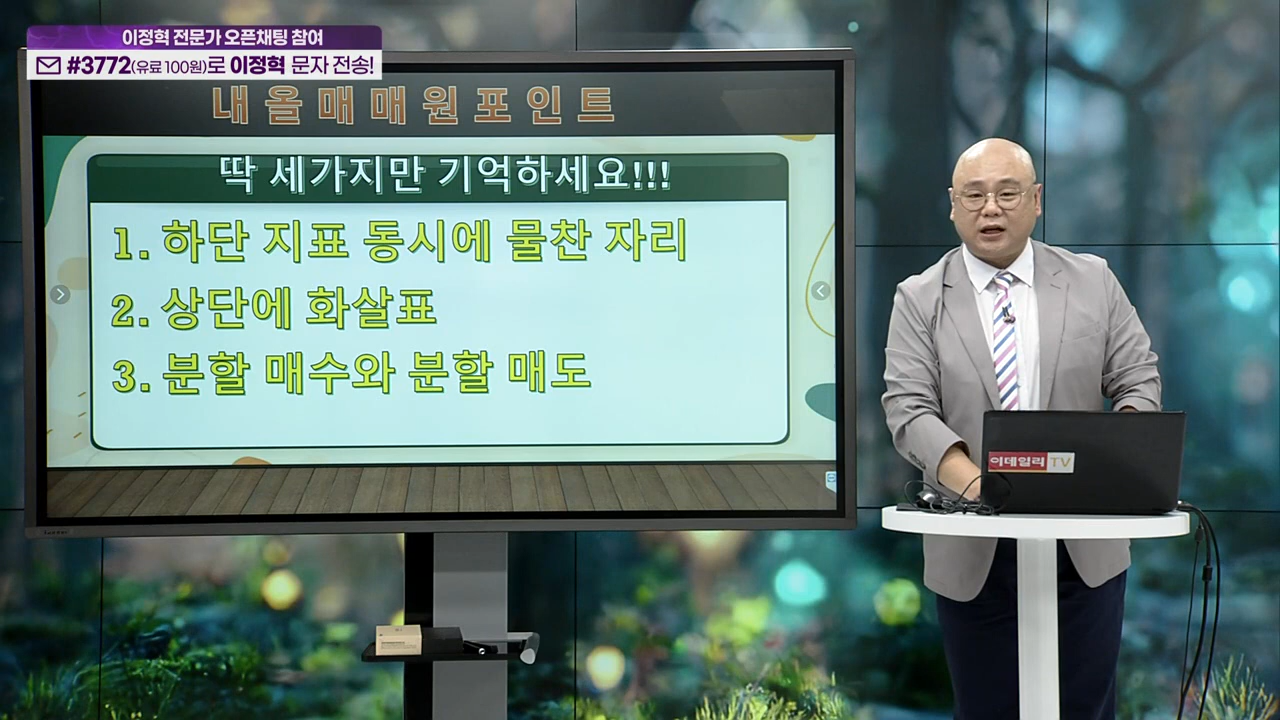 이정혁 전문가 오픈채팅 참여
#3772(유료 100원)로 이정혁 문자 전송!
내올매매원포인트
딱 세가지만 기억하세요!!!
1. 하단 지표 동시에 물찬 자리
2. 상단에 화살표
3. 분할 매수와 분할 매도
이데일리TV